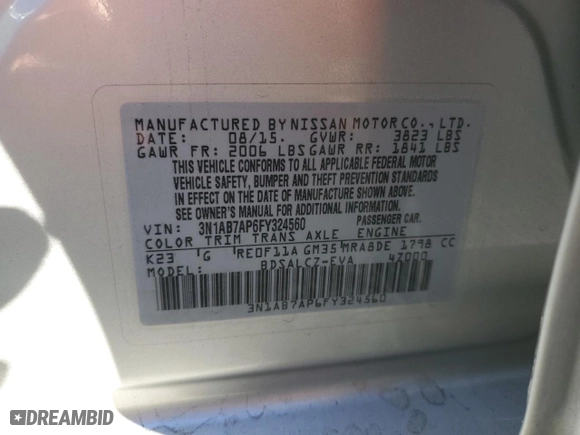 MANUFACTURED BY NISSAN MOTOR CO., LTD.
DATE: 08/15. GVWR: 3823 LBS
GAWR FR: 2006 LBS GAWR RR: 1841 LBS
THIS VEHICLE CONFORMS TO ALL APPLICABLE FEDERAL MOTOR
VEHICLE SAFETY, BUMPER AND THEFT PREVENTION STANDARDS
IN EFFECT ON THE DATE OF MANUFACTURE SHOWN ABOVE.
SEE OWNER'S MANUAL FOR ADDITIONAL INFORMATION.
VIN: 3N1AB7AP6FY324560 PASSENGER CAR.
COLOR TRIM TRANS AXLE ENGINE
K23 G RE0F11A GM35 MRA8DE 1798 CC
BDSALCZ-EVA 4Z000
3N1AB7AP6FY324560
DREAMBID